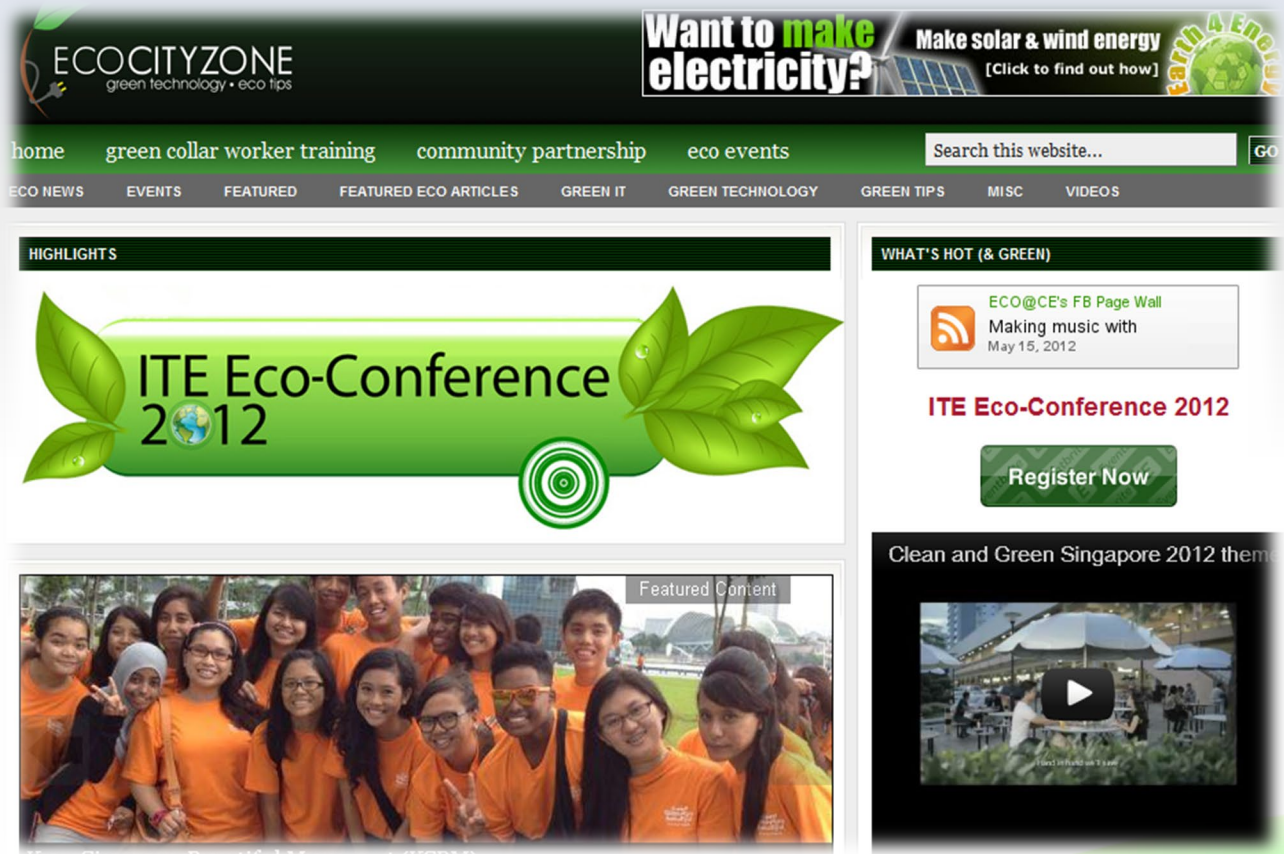 ECOCITYZONE
green technology • eco tips
Want to make
electricity?
Make solar & wind energy
[Click to find out how]
Earth 4 Energy
home green collar worker training community partnership eco events
Search this website... GO
ECO NEWS EVENTS FEATURED FEATURED ECO ARTICLES GREEN IT GREEN TECHNOLOGY GREEN TIPS MISC VIDEOS
HIGHLIGHTS
ITE Eco-Conference
2012
WHAT'S HOT (& GREEN)
ECO@CE's FB Page Wall
Making music with
May 15, 2012
ITE Eco-Conference 2012
Register Now
Clean and Green Singapore 2012 theme
Featured Content